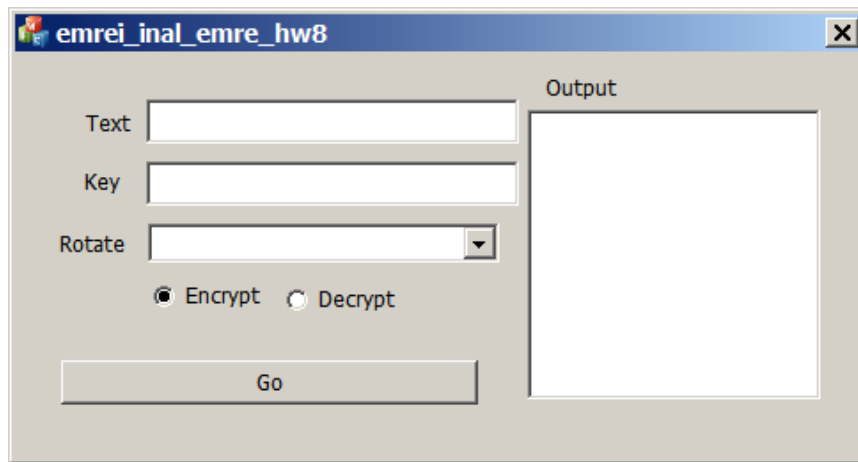 emrei_inal_emre_hw8
Output
Text
Key
Rotate
Encrypt Decrypt
Go